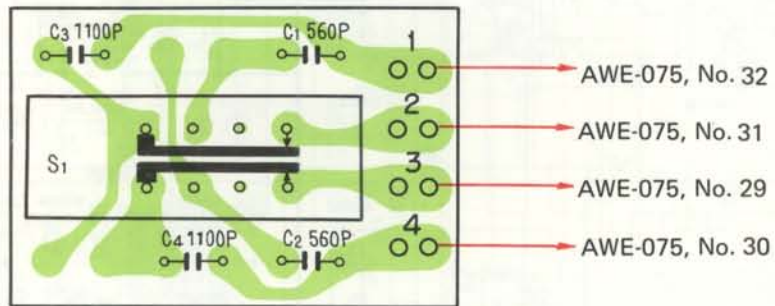 C3 1100P
C1 560P
1
AWE-075, No. 32
2
AWE-075, No. 31
S1
3
AWE-075, No. 29
C4 1100P
C2 560P
4
AWE-075, No. 30